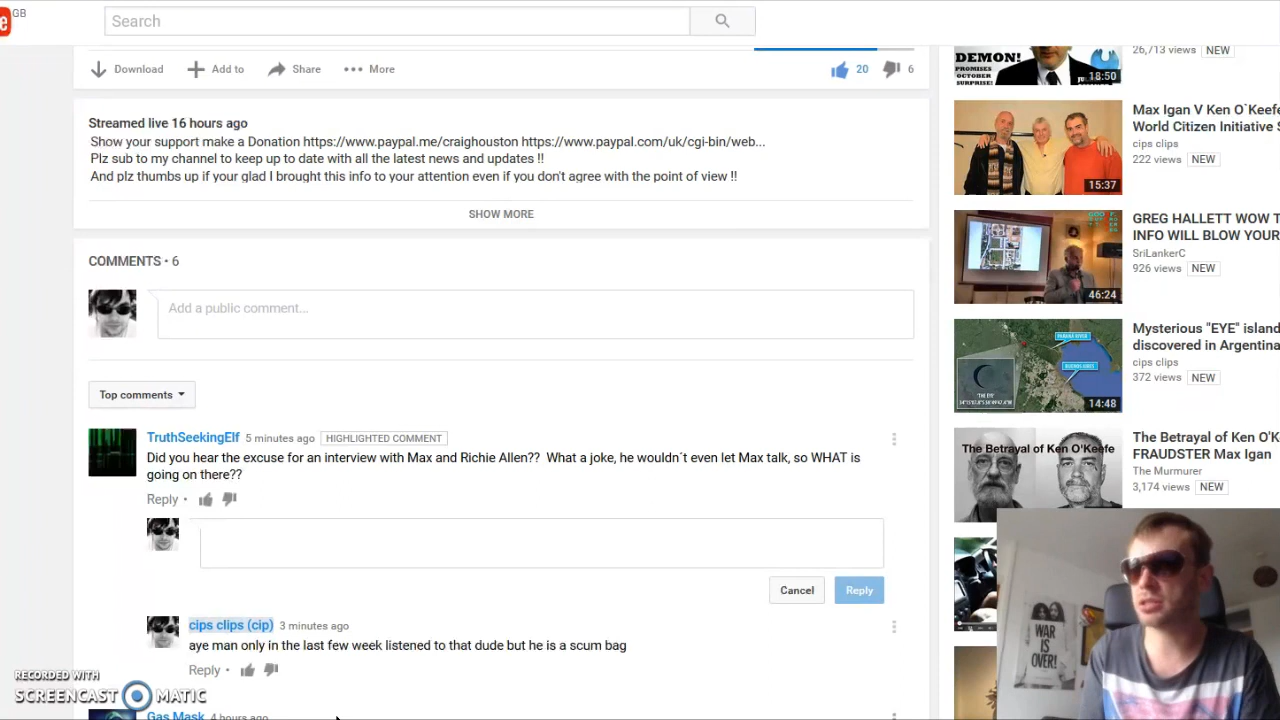 GB
Search
Download
Add to
Share
More
20
6
Streamed live 16 hours ago
Show your support make a Donation https://www.paypal.me/craighouston https://www.paypal.com/uk/cgi-bin/web...
Plz sub to my channel to keep up to date with all the latest news and updates !!
And plz thumbs up if your glad I brought this info to your attention even if you don't agree with the point of view !!
SHOW MORE
COMMENTS • 6
Add a public comment...
Top comments
TruthSeekingElf 5 minutes ago HIGHLIGHTED COMMENT
Did you hear the excuse for an interview with Max and Richie Allen?? What a joke, he wouldn´t even let Max talk, so WHAT is
going on there??
Reply •
Cancel
Reply
cips clips (cip) 3 minutes ago
aye man only in the last few week listened to that dude but he is a scum bag
Reply •
Gas Mask 4 hours ago
RECORDED WITH
SCREENCAST MATIC
DEMON!
PROMISES
OCTOBER
SURPRISE!
18:50
26,713 views NEW
15:37
Max Igan V Ken O`Keefe
World Citizen Initiative S
cips clips
222 views NEW
46:24
GREG HALLETT WOW T
INFO WILL BLOW YOUR
SriLankerC
926 views NEW
PARANA RIVER
BUENOS AIRES
THE EYE
14:48
Mysterious "EYE" island
discovered in Argentina
cips clips
372 views NEW
The Betrayal of Ken O'Keefe
The Betrayal of Ken O'K
FRAUDSTER Max Igan
The Murmurer
3,174 views NEW
WAR
IS
OVER!